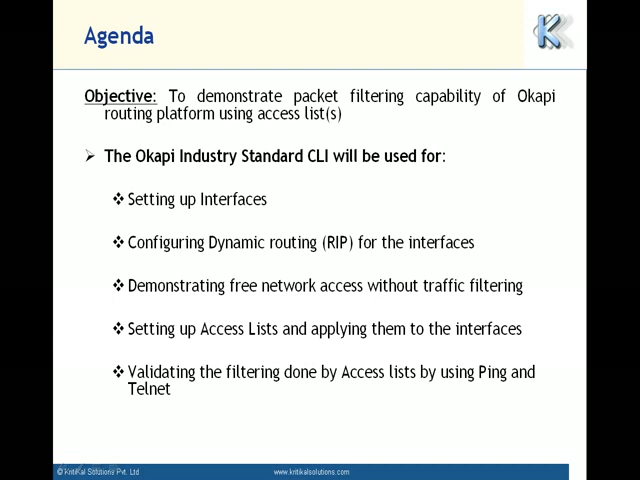 Agenda
Objective: To demonstrate packet filtering capability of Okapi
routing platform using access list(s)
➢ The Okapi Industry Standard CLI will be used for:
❖ Setting up Interfaces
❖ Configuring Dynamic routing (RIP) for the interfaces
❖ Demonstrating free network access without traffic filtering
❖ Setting up Access Lists and applying them to the interfaces
❖ Validating the filtering done by Access lists by using Ping and
Telnet
© KritiKal Solutions Pvt. Ltd
www.kritikalsolutions.com